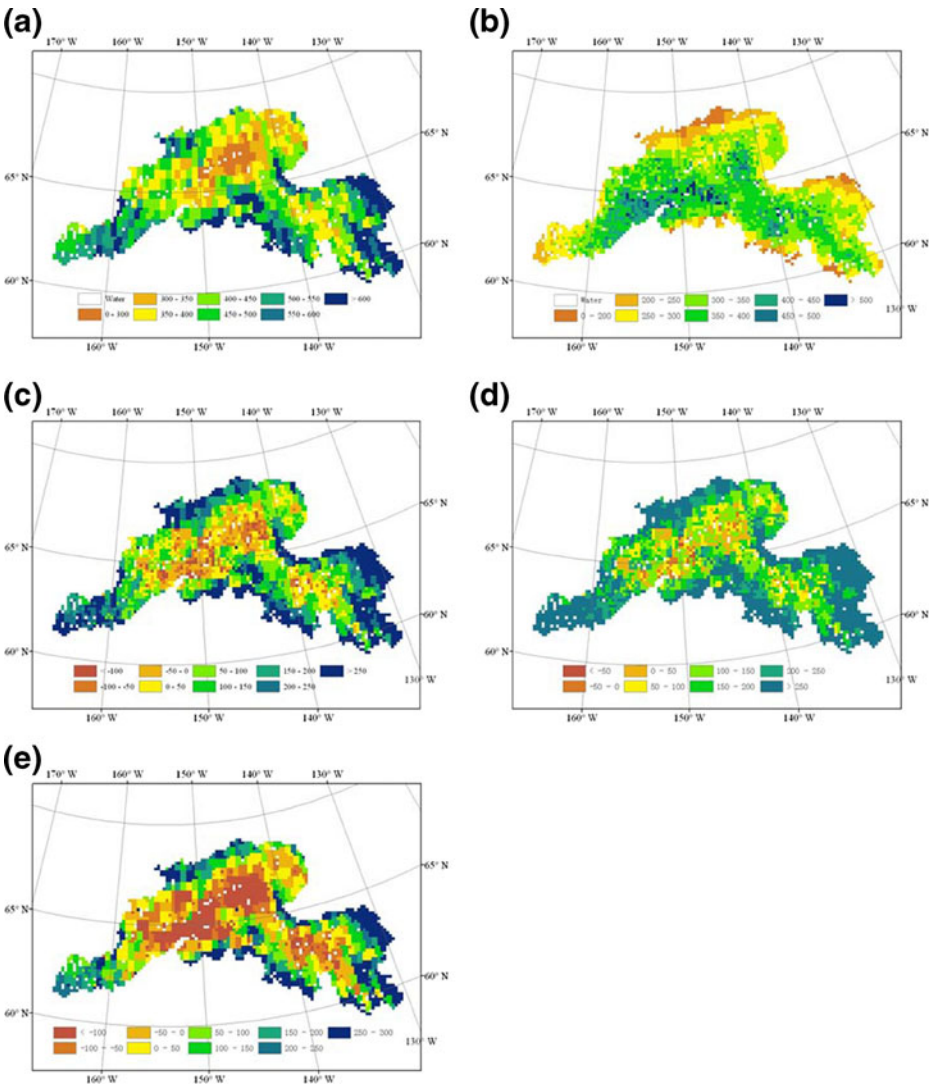 (a)
170° W 160° W 150° W 140° W 130° W
65° N
65° N
60° N
60° N
Water 300 - 350 400 - 450 500 - 550 > 600
0 - 300 350 - 400 450 - 500 550 - 600
160° W 150° W 140° W
(b)
170° W 160° W 150° W 140° W 130° W
65° N
65° N
60° N
60° N
Water 200 - 250 300 - 350 400 - 450 > 500
0 - 200 250 - 300 350 - 400 450 - 500
130° W
160° W 150° W 140° W
(c)
170° W 160° W 150° W 140° W 130° W
65° N
65° N
60° N
60° N
< -100 -50 - 0 50 - 100 150 - 200 > 250
-100 - -50 0 - 50 100 - 150 200 - 250
130° W
160° W 150° W 140° W
(d)
170° W 160° W 150° W 140° W 130° W
65° N
65° N
60° N
60° N
< -50 0 - 50 100 - 150 200 - 250
-50 - 0 50 - 100 150 - 200 > 250
160° W 150° W 140° W
(e)
170° W 160° W 150° W 140° W 130° W
65° N
65° N
60° N
60° N
< -100 -50 - 0 50 - 100 150 - 200 250 - 300
-100 - -50 0 - 50 100 - 150 200 - 250
130° W
160° W 150° W 140° W